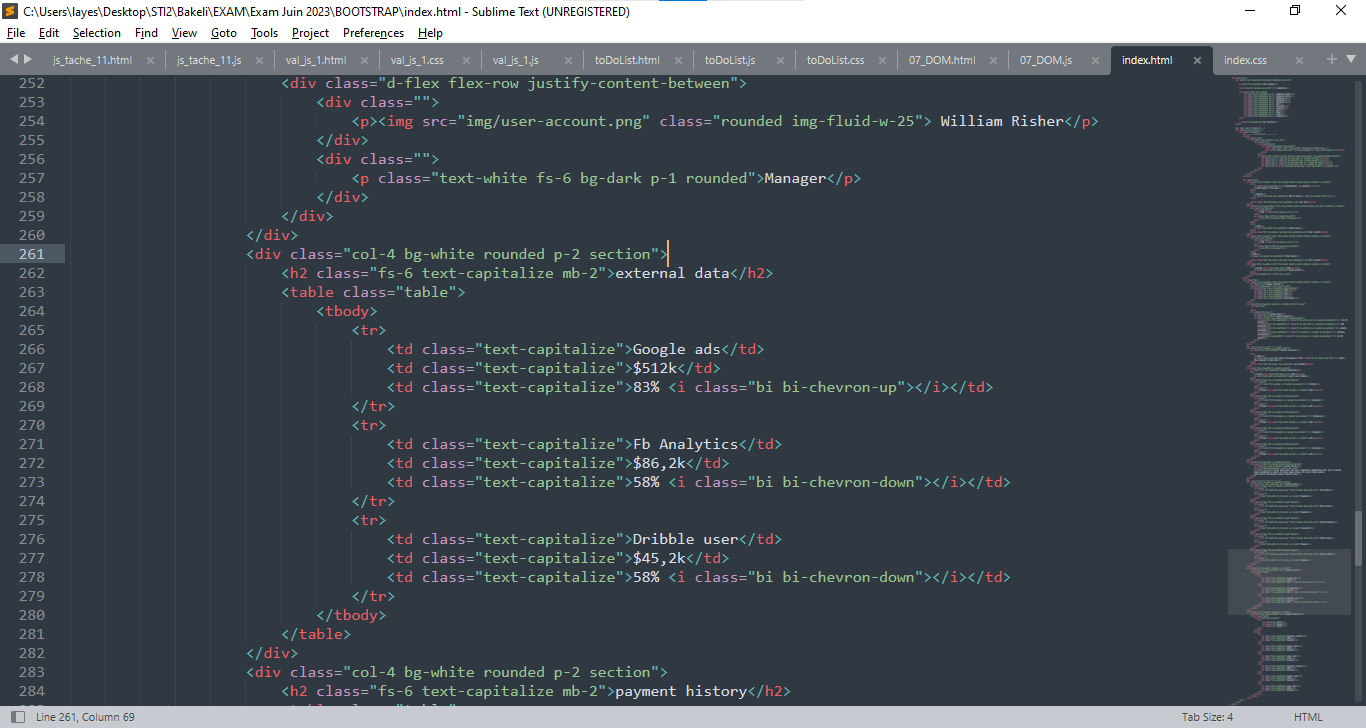 C:\Users\layes\Desktop\STI2\Bakeli\EXAM\Exam Juin 2023\BOOTSTRAP\index.html - Sublime Text (UNREGISTERED)
File Edit Selection Find View Goto Tools Project Preferences Help
js_tache_11.html js_tache_11.js val_js_1.html val_js_1.css val_js_1.js toDoList.html toDoList.js toDoList.css 07_DOM.html 07_DOM.js index.html index.css
252 <div class="d-flex flex-row justify-content-between">
253 <div class="">
254 <p><img src="img/user-account.png" class="rounded img-fluid-w-25"> William Risher</p>
255 </div>
256 <div class="">
257 <p class="text-white fs-6 bg-dark p-1 rounded">Manager</p>
258 </div>
259 </div>
260 </div>
261 <div class="col-4 bg-white rounded p-2 section">
262 <h2 class="fs-6 text-capitalize mb-2">external data</h2>
263 <table class="table">
264 <tbody>
265 <tr>
266 <td class="text-capitalize">Google ads</td>
267 <td class="text-capitalize">$512k</td>
268 <td class="text-capitalize">83% <i class="bi bi-chevron-up"></i></td>
269 </tr>
270 <tr>
271 <td class="text-capitalize">Fb Analytics</td>
272 <td class="text-capitalize">$86,2k</td>
273 <td class="text-capitalize">58% <i class="bi bi-chevron-down"></i></td>
274 </tr>
275 <tr>
276 <td class="text-capitalize">Dribble user</td>
277 <td class="text-capitalize">$45,2k</td>
278 <td class="text-capitalize">58% <i class="bi bi-chevron-down"></i></td>
279 </tr>
280 </tbody>
281 </table>
282 </div>
283 <div class="col-4 bg-white rounded p-2 section">
284 <h2 class="fs-6 text-capitalize mb-2">payment history</h2>
Line 261, Column 69 Tab Size: 4 HTML